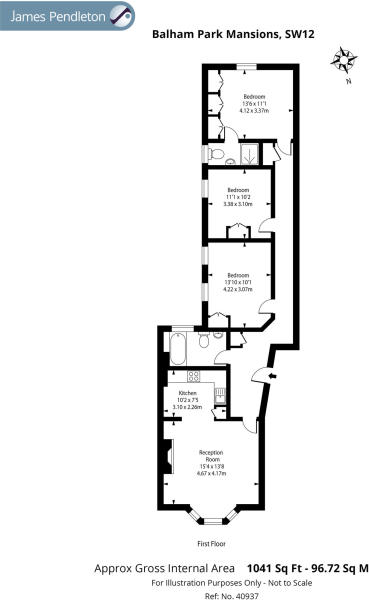 James Pendleton
Balham Park Mansions, SW12
N
Bedroom
13'6 x 11'1
4.12 x 3.37m
Bedroom
11'1 x 10'2
3.38 x 3.10m
Bedroom
13'10 x 10'1
4.22 x 3.07m
Kitchen
10'2 x 7'5
3.10 x 2.26m
Reception
Room
15'4 x 13'8
4.67 x 4.17m
First Floor
Approx Gross Internal Area 1041 Sq Ft - 96.72 Sq M
For Illustration Purposes Only - Not to Scale
Ref: No. 40937